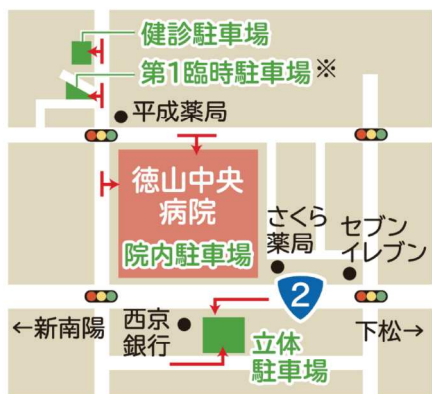 健診駐車場
第1臨時駐車場※
平成薬局
徳山中央
病院
院内駐車場
さくら
薬局
セブン
イレブン
2
←新南陽
西京
銀行
立体
駐車場
下松→